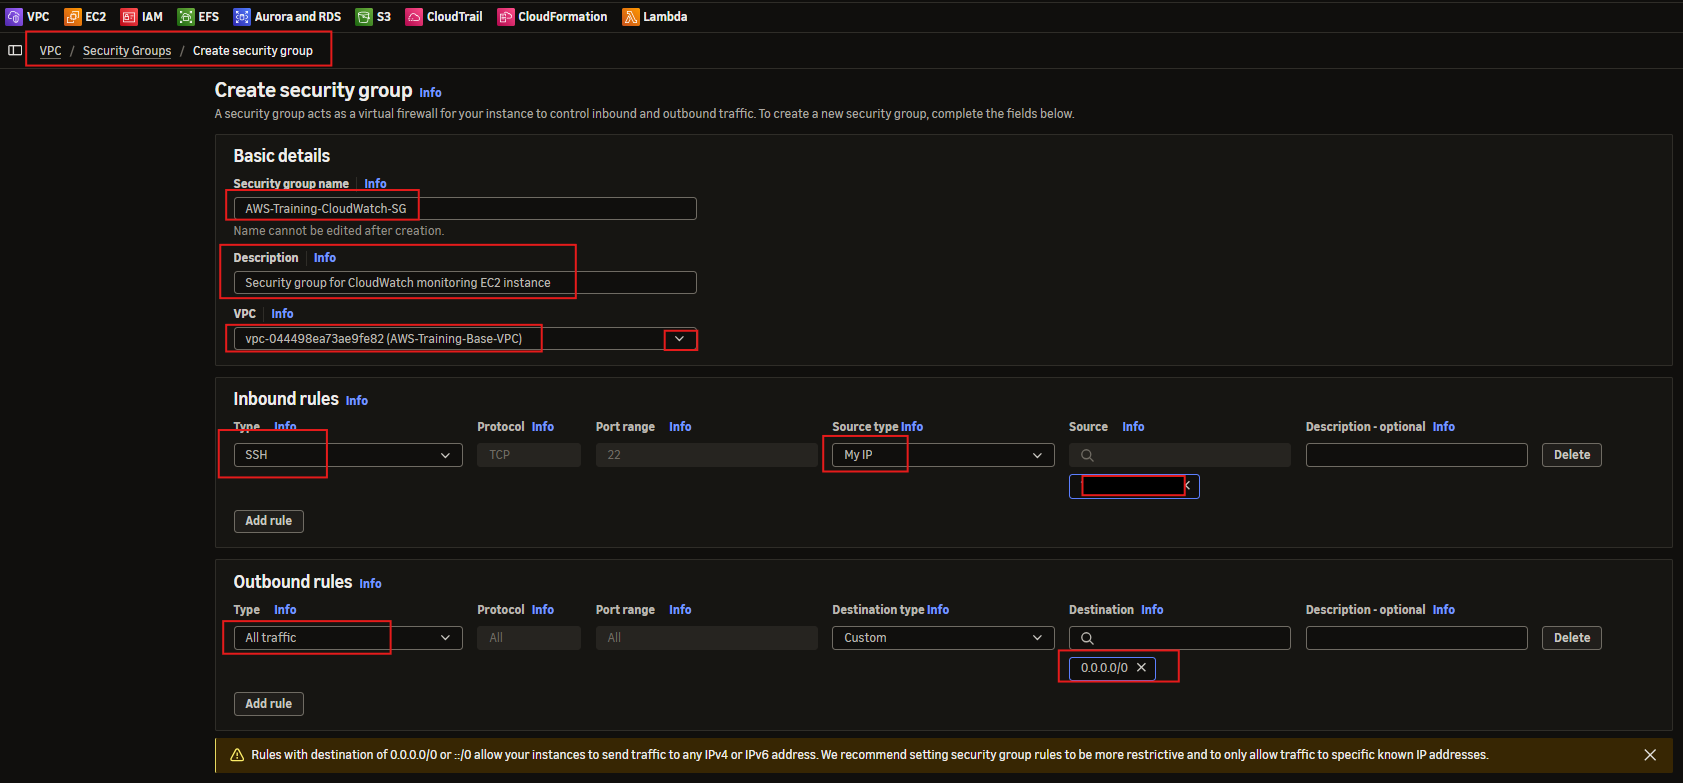 VPC EC2 IAM EFS Aurora and RDS S3 CloudTrail CloudFormation Lambda
VPC / Security Groups / Create security group
Create security group Info
A security group acts as a virtual firewall for your instance to control inbound and outbound traffic. To create a new security group, complete the fields below.
Basic details
Security group name Info
AWS-Training-CloudWatch-SG
Name cannot be edited after creation.
Description Info
Security group for CloudWatch monitoring EC2 instance
VPC Info
vpc-044498ea73ae9fe82 (AWS-Training-Base-VPC)
Inbound rules Info
Type Info Protocol Info Port range Info Source type Info Source Info Description - optional Info
SSH TCP 22 My IP Delete
Add rule
Outbound rules Info
Type Info Protocol Info Port range Info Destination type Info Destination Info Description - optional Info
All traffic All All Custom Delete
0.0.0.0/0
Add rule
Rules with destination of 0.0.0.0/0 or ::/0 allow your instances to send traffic to any IPv4 or IPv6 address. We recommend setting security group rules to be more restrictive and to only allow traffic to specific known IP addresses.